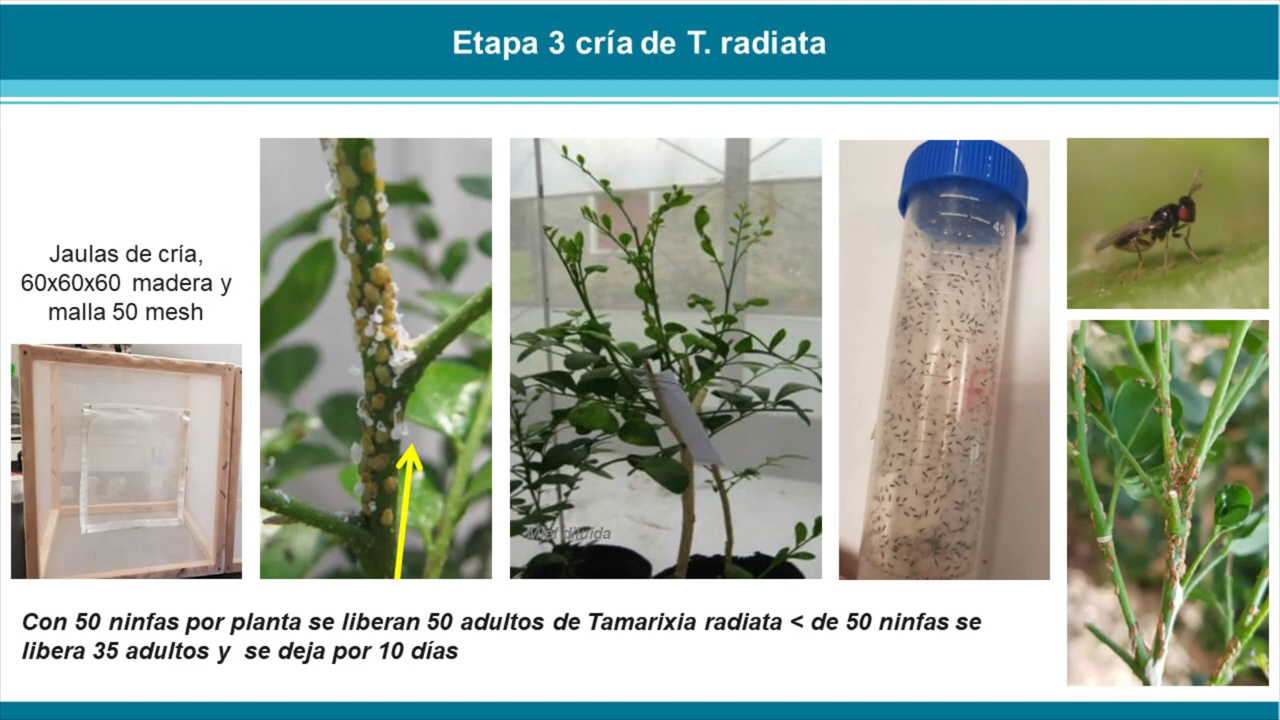 Etapa 3 cría de T. radiata
Jaulas de cría,
60x60x60 madera y
malla 50 mesh
45
Miel diluida
Con 50 ninfas por planta se liberan 50 adultos de Tamarixia radiata < de 50 ninfas se
libera 35 adultos y se deja por 10 días